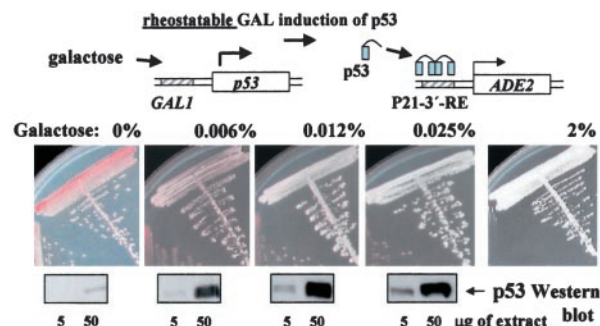 rheostatable GAL induction of p53
galactose
p53
GAL1
p53
ADE2
P21-3´-RE
Galactose: 0% 0.006% 0.012% 0.025% 2%
p53 Western
blot
5 50 5 50 5 50 5 50 µg of extract